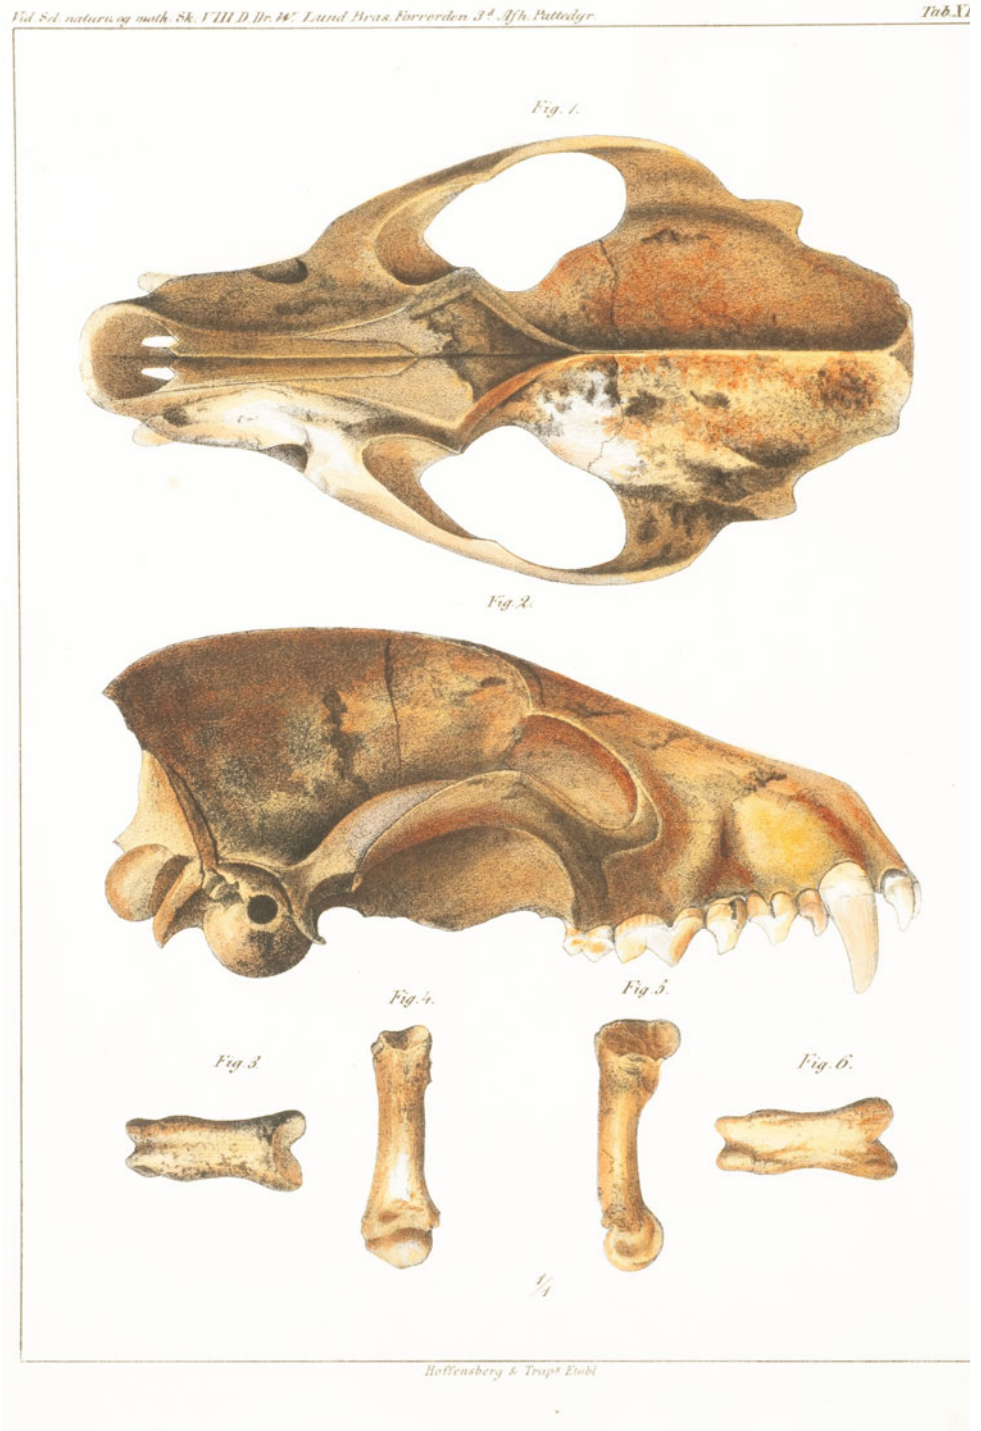 Vid. Sel. naturv. og math. Sk. VIII D. Dr. W. Lund Bras. Forverden 3d Afh. Pattedyr.
Tab. XI
Fig. 1.
Fig. 2.
Fig. 4.
Fig. 5.
Fig. 3.
Fig. 6.
1/1
Hoffensberg & Traps Etabl